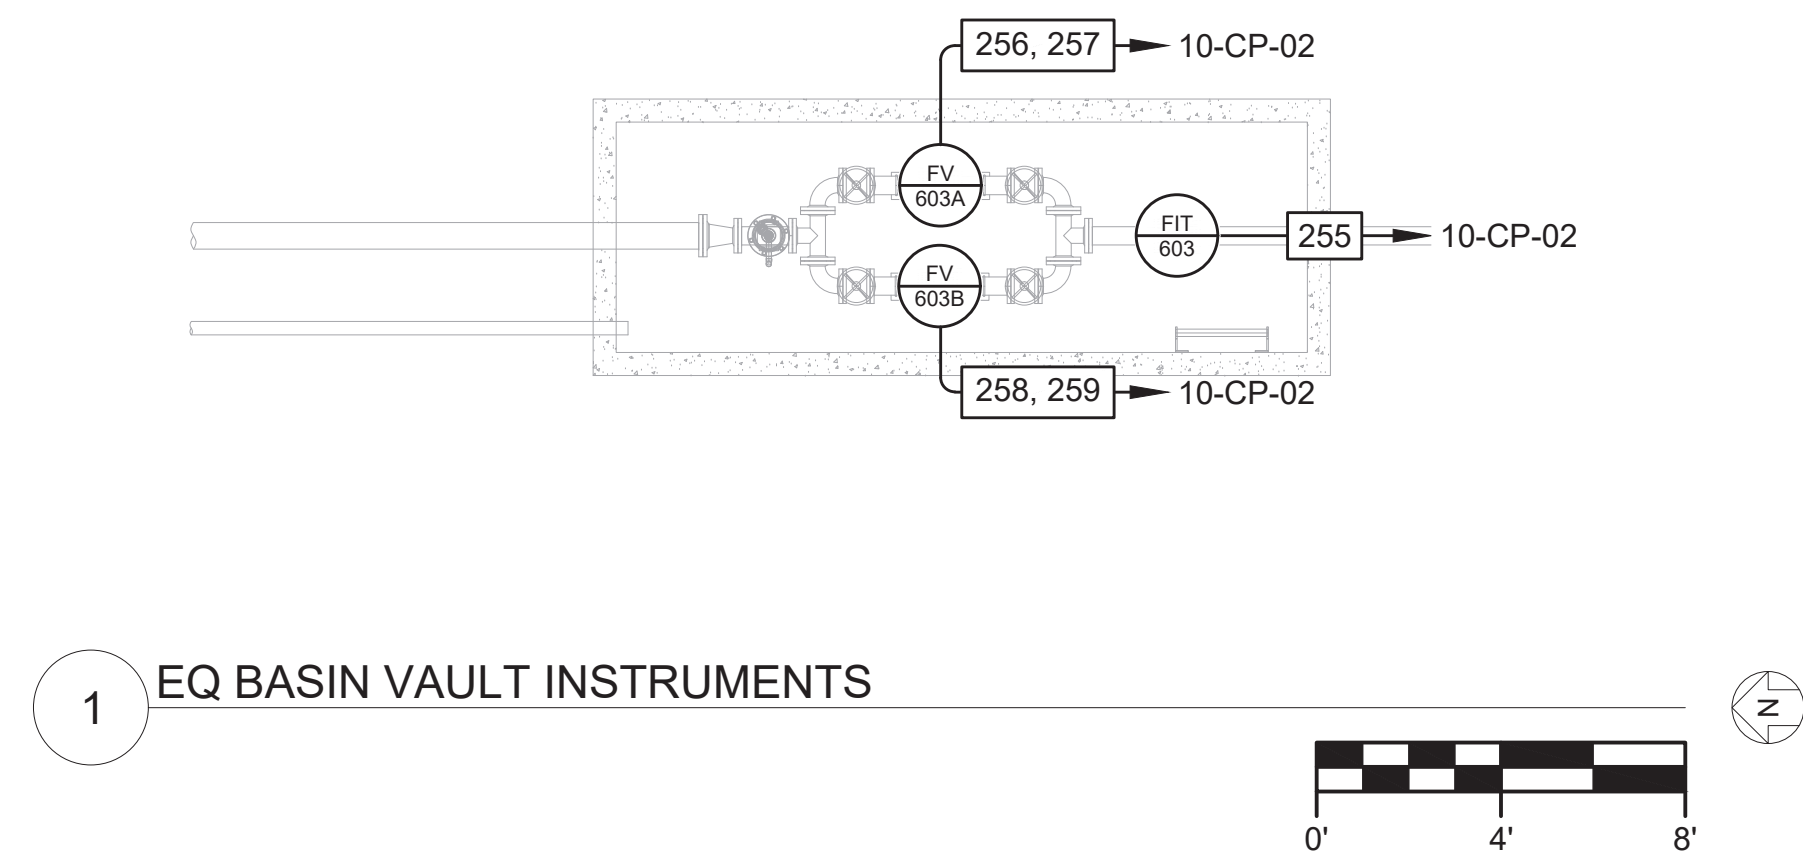 256, 257
10-CP-02
FV
603A
FIT
603
255
10-CP-02
FV
603B
258, 259
10-CP-02
1
EQ BASIN VAULT INSTRUMENTS
N
0'
4'
8'